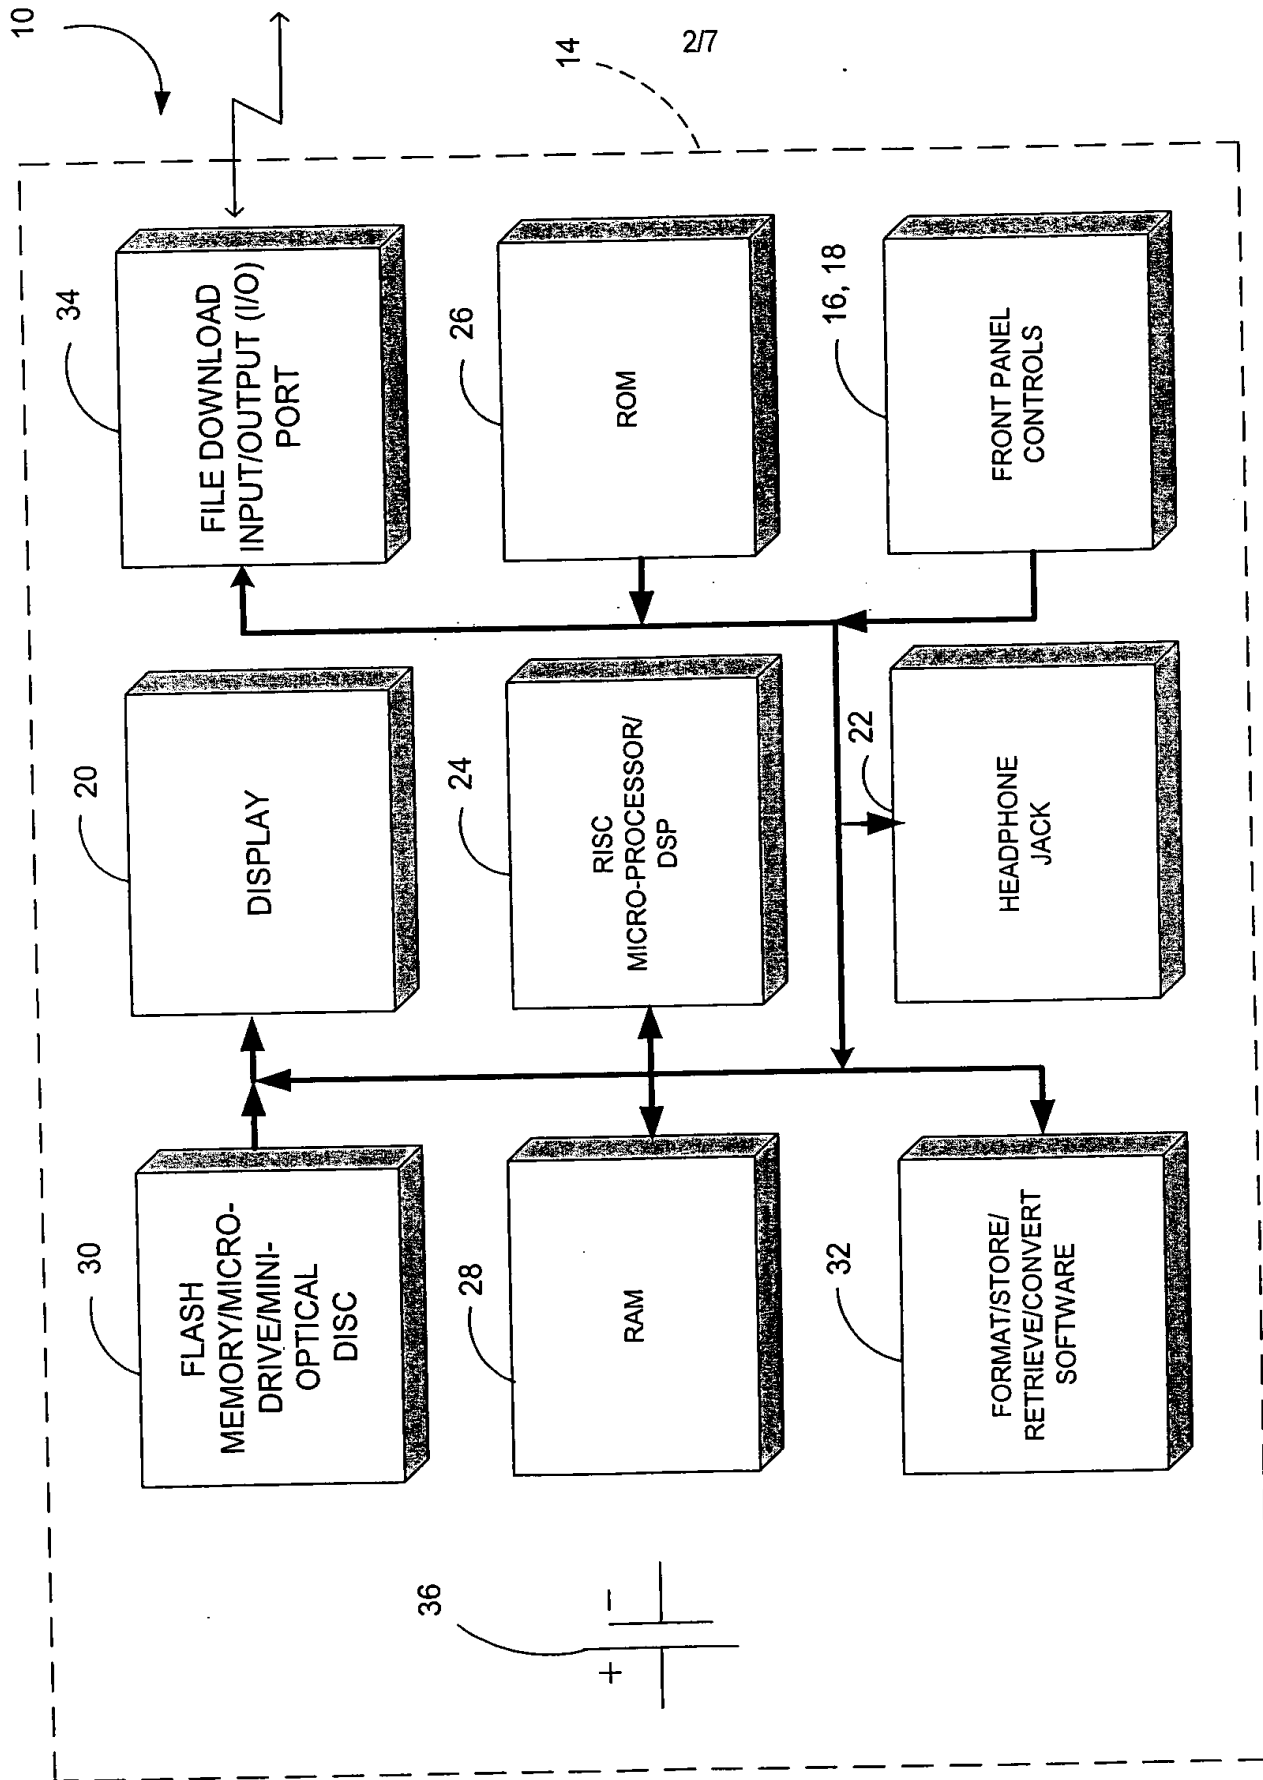 2/7
10
14
30
FLASH
MEMORY/MICRO-
DRIVE/MINI-
OPTICAL
DISC
20
DISPLAY
34
FILE DOWNLOAD
INPUT/OUTPUT (I/O)
PORT
36
+
-
28
RAM
24
RISC
MICRO-PROCESSOR/
DSP
26
ROM
32
FORMAT/STORE/
RETRIEVE/CONVERT
SOFTWARE
22
HEADPHONE
JACK
16, 18
FRONT PANEL
CONTROLS